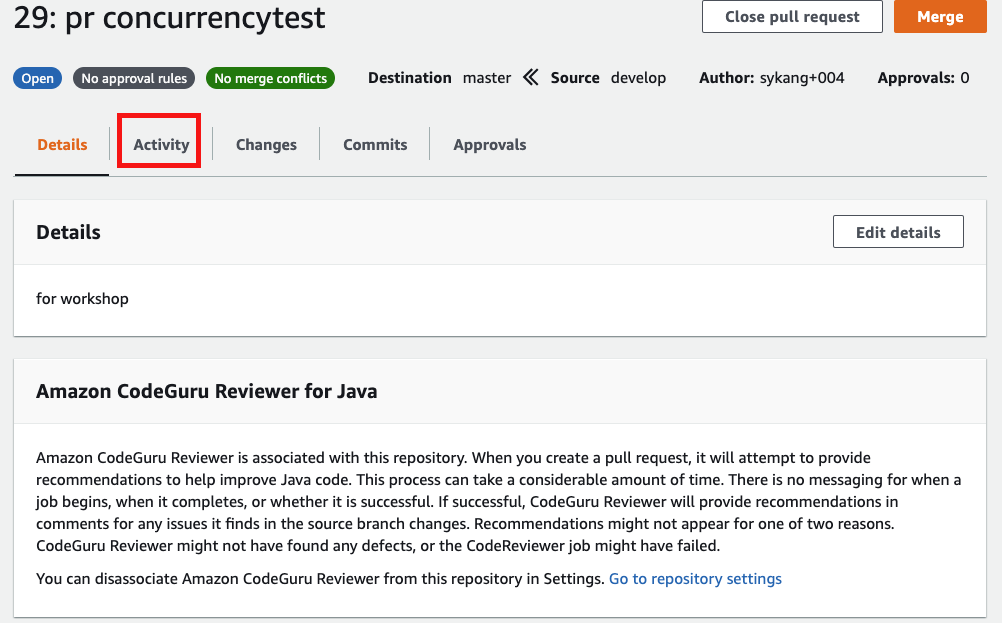 29: pr concurrencytest
Close pull request
Merge
Open
No approval rules
No merge conflicts
Destination master
Source develop
Author: sykang+004
Approvals: 0
Details
Activity
Changes
Commits
Approvals
Details
Edit details
for workshop
Amazon CodeGuru Reviewer for Java
Amazon CodeGuru Reviewer is associated with this repository. When you create a pull request, it will attempt to provide
recommendations to help improve Java code. This process can take a considerable amount of time. There is no messaging for when a
job begins, when it completes, or whether it is successful. If successful, CodeGuru Reviewer will provide recommendations in
comments for any issues it finds in the source branch changes. Recommendations might not appear for one of two reasons.
CodeGuru Reviewer might not have found any defects, or the CodeReviewer job might have failed.
You can disassociate Amazon CodeGuru Reviewer from this repository in Settings. Go to repository settings